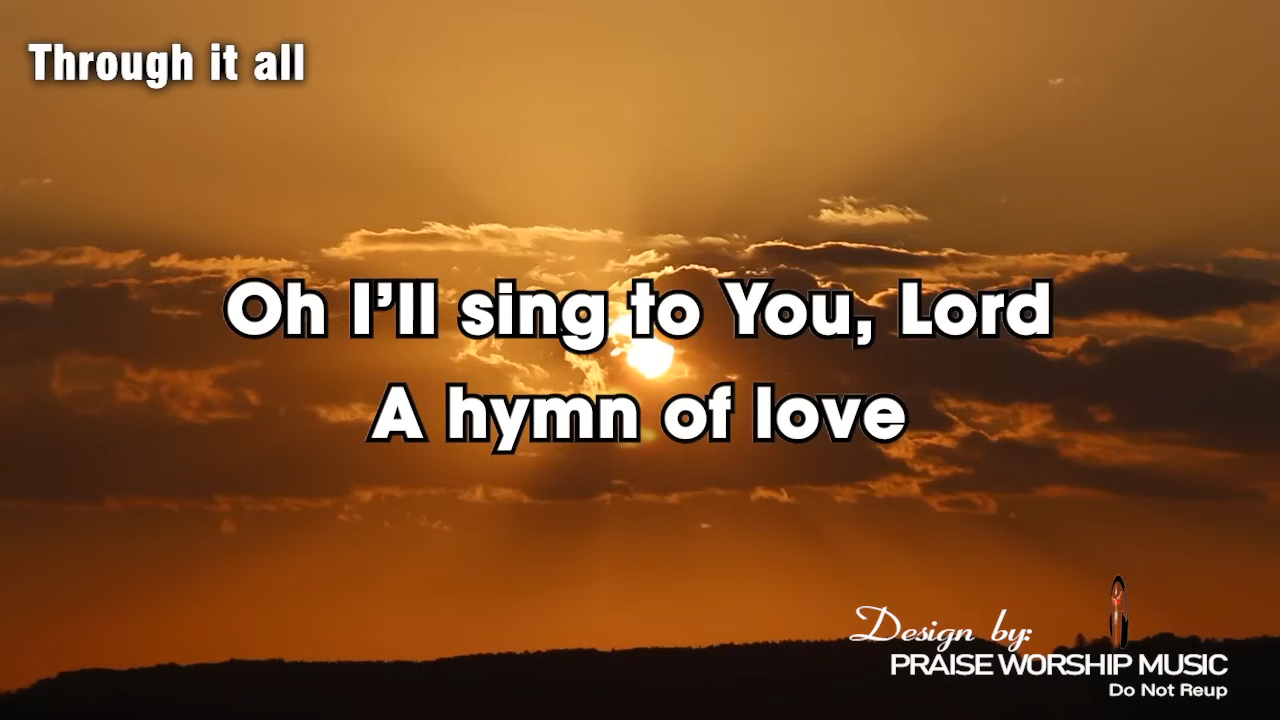 Through it all
Oh I’ll sing to You, Lord
A hymn of love
Design by:
PRAISE WORSHIP MUSIC
Do Not Reup